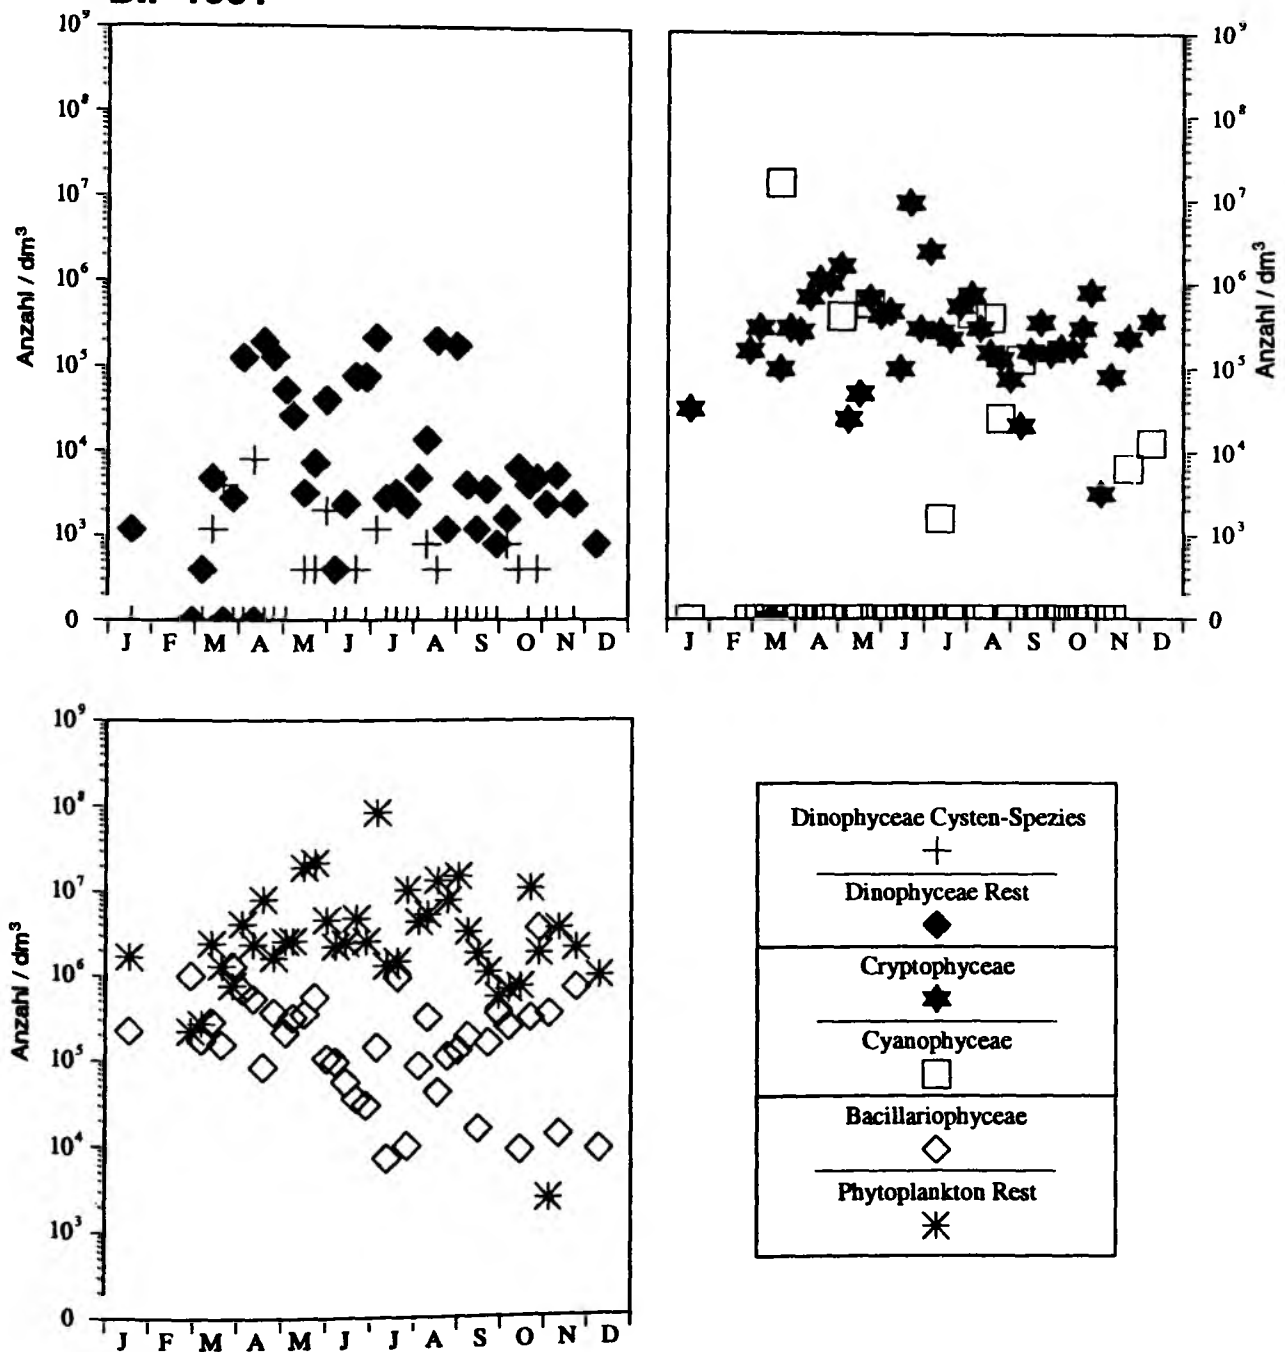 10⁹
10⁸
10⁷
10⁶
10⁵
10⁴
10³
0
Anzahl / dm³
J F M A M J J A S O N D
10⁹
10⁸
10⁷
10⁶
10⁵
10⁴
10³
0
Anzahl / dm³
J F M A M J J A S O N D
10⁹
10⁸
10⁷
10⁶
10⁵
10⁴
10³
0
Anzahl / dm³
J F M A M J J A S O N D
Dinophyceae Cysten-Spezies
Dinophyceae Rest
Cryptophyceae
Cyanophyceae
Bacillariophyceae
Phytoplankton Rest